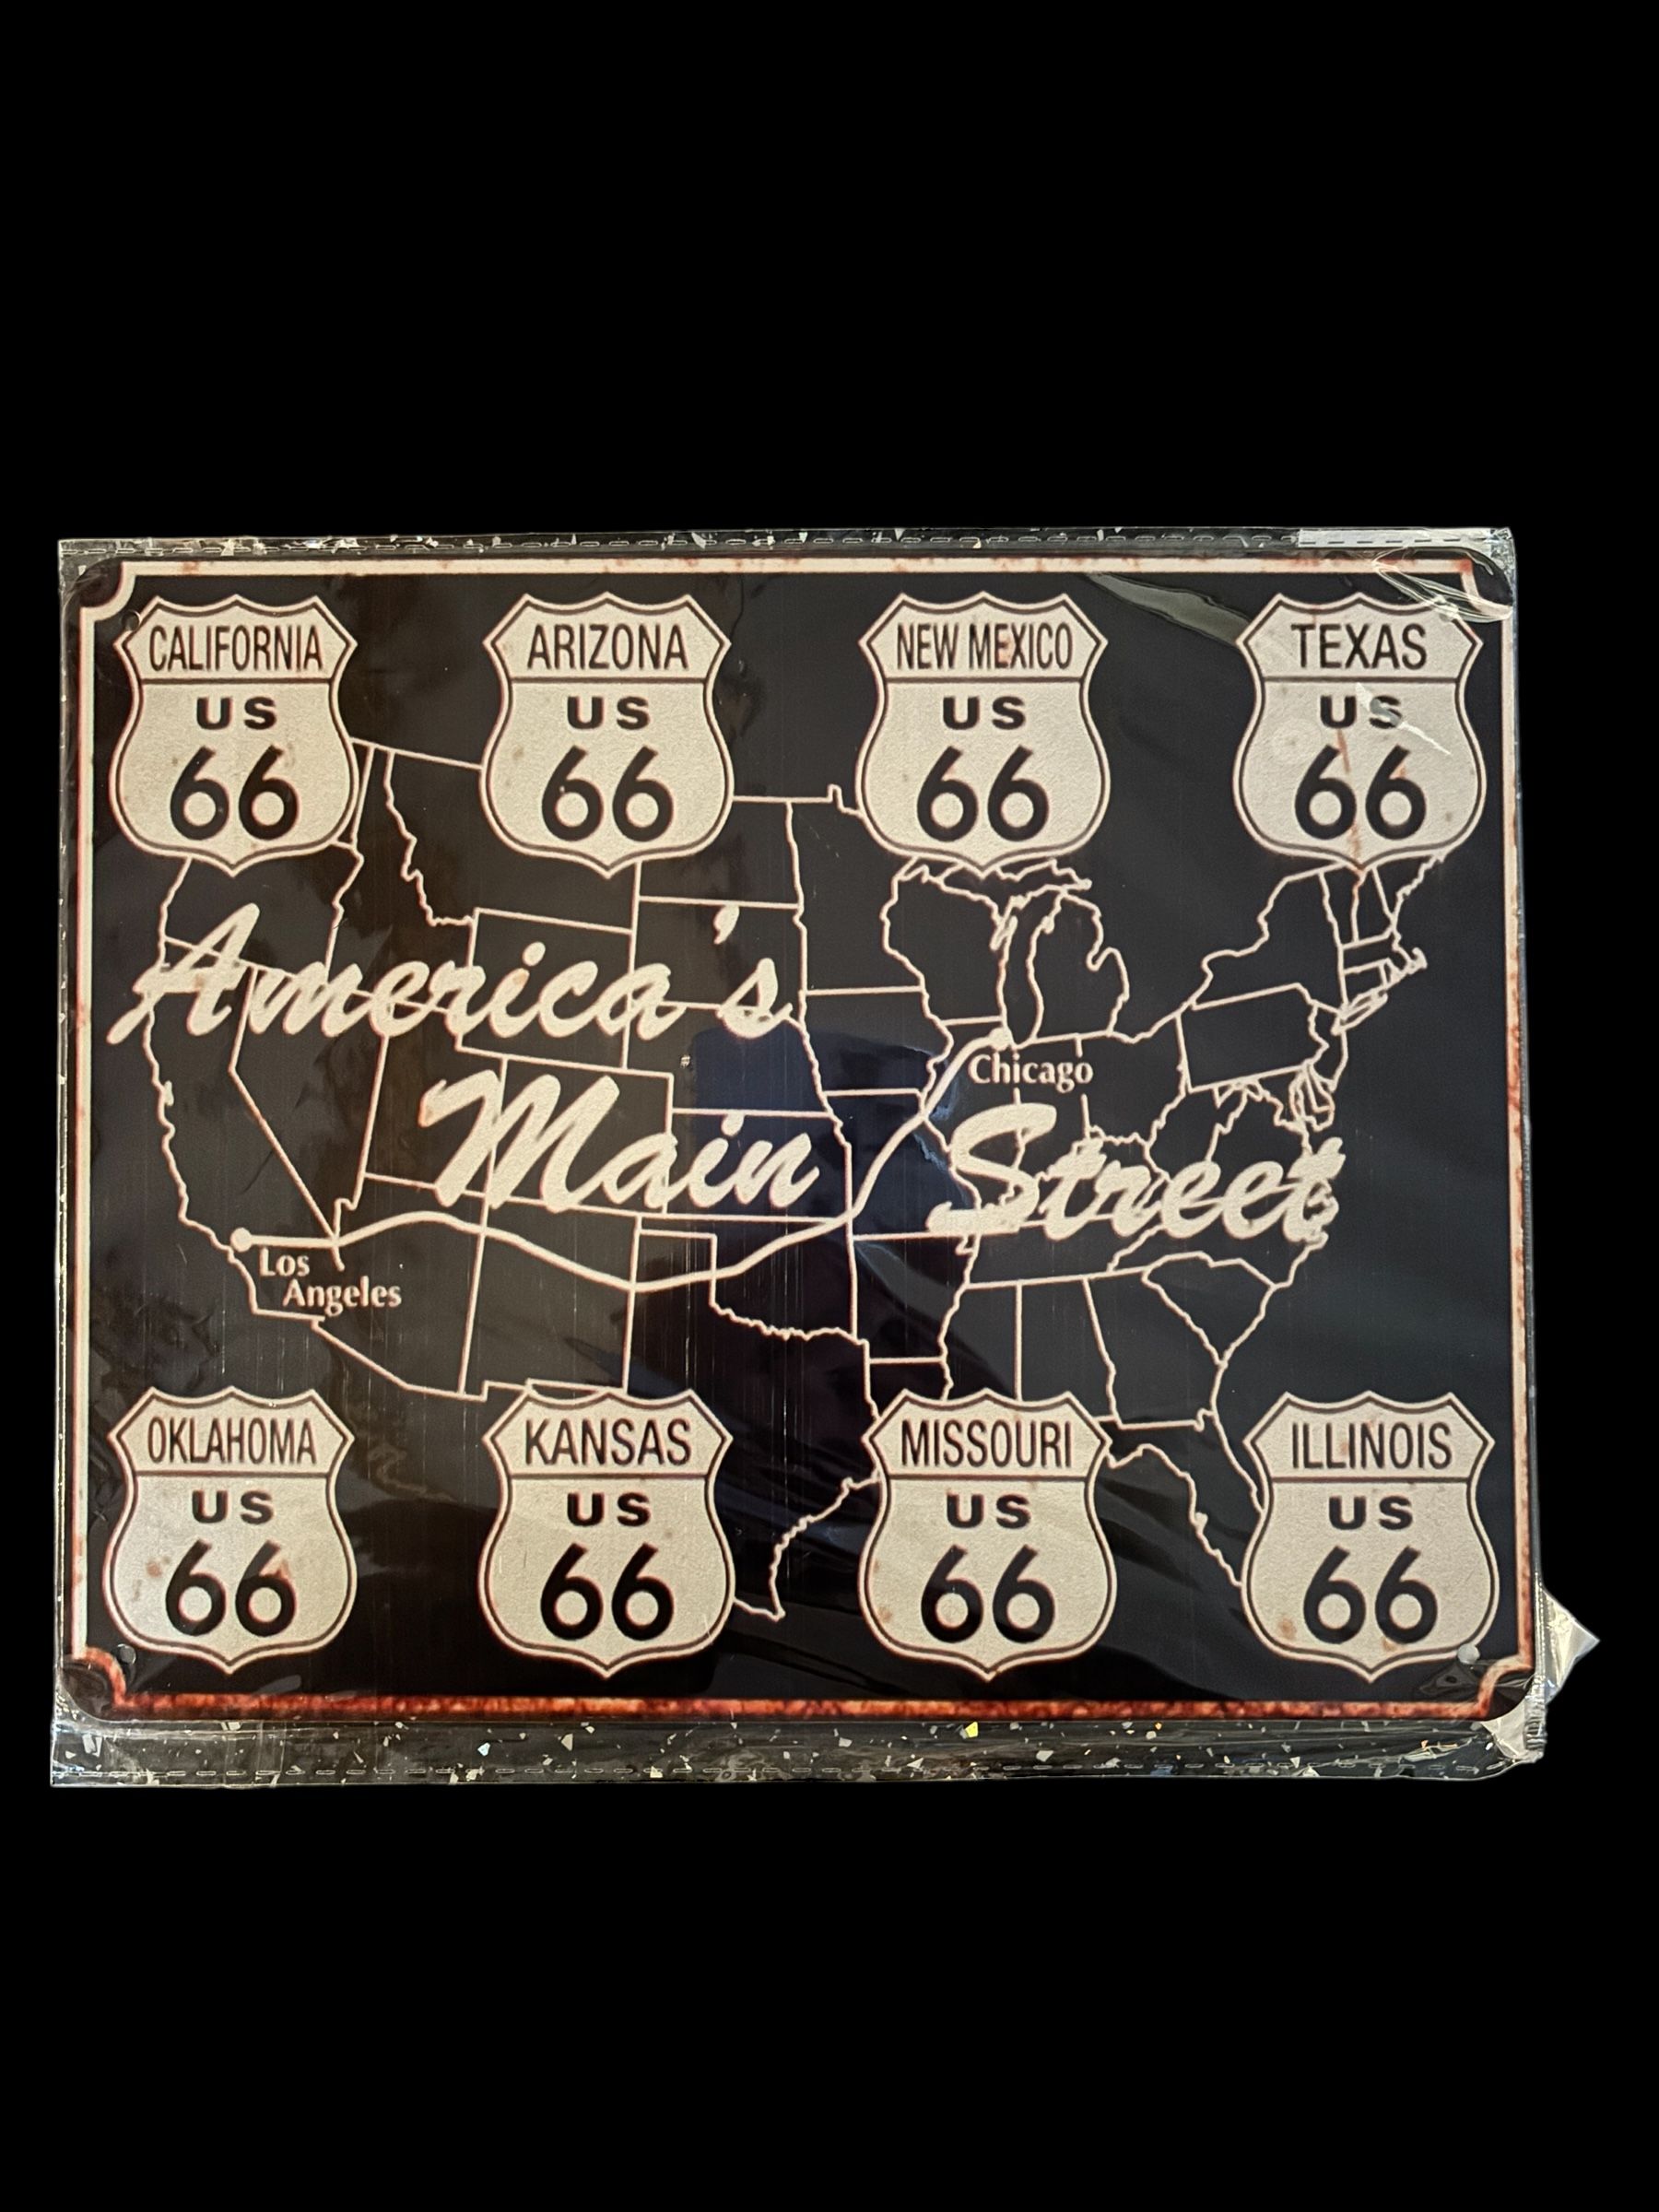 CALIFORNIA
US
66
ARIZONA
US
66
NEW MEXICO
US
66
TEXAS
US
66
America's
Main Street
Chicago
Los
Angeles
OKLAHOMA
US
66
KANSAS
US
66
MISSOURI
US
66
ILLINOIS
US
66